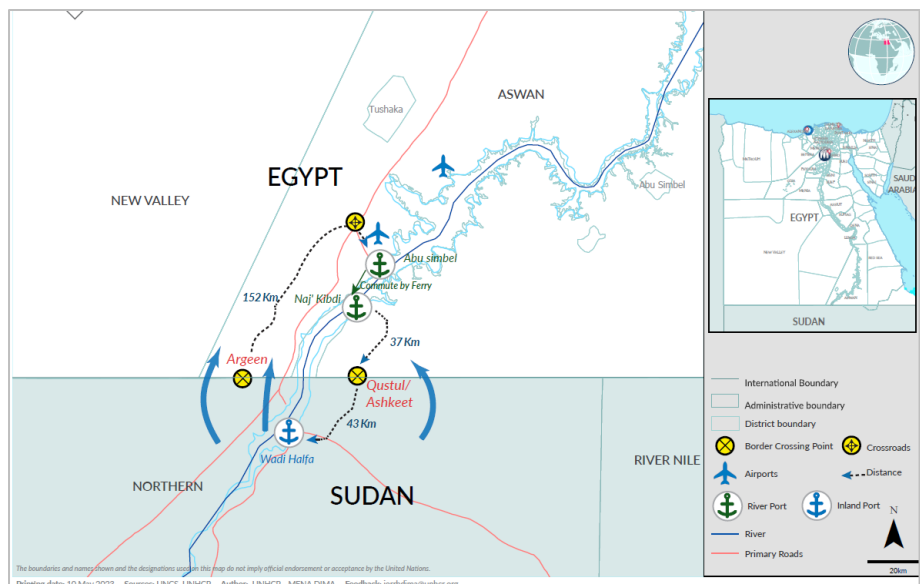 ASWAN
Tushaka
EGYPT
NEW VALLEY
Abu Simbel
Abu simbel
Commute by Ferry
Naj' Kibdi
152 Km
37 Km
Argeen
Qustul/
Ashkeet
43 Km
Wadi Halfa
NORTHERN
SUDAN
RIVER NILE
The boundaries and names shown and the designations used on this map do not imply official endorsement or acceptance by the United Nations.
SAUDI
ARABIA
EGYPT
NEW VALLEY
SUDAN
International Boundary
Administrative boundary
District boundary
Border Crossing Point
Crossroads
Airports
Distance
River Port
Inland Port
River
Primary Roads
N
20km